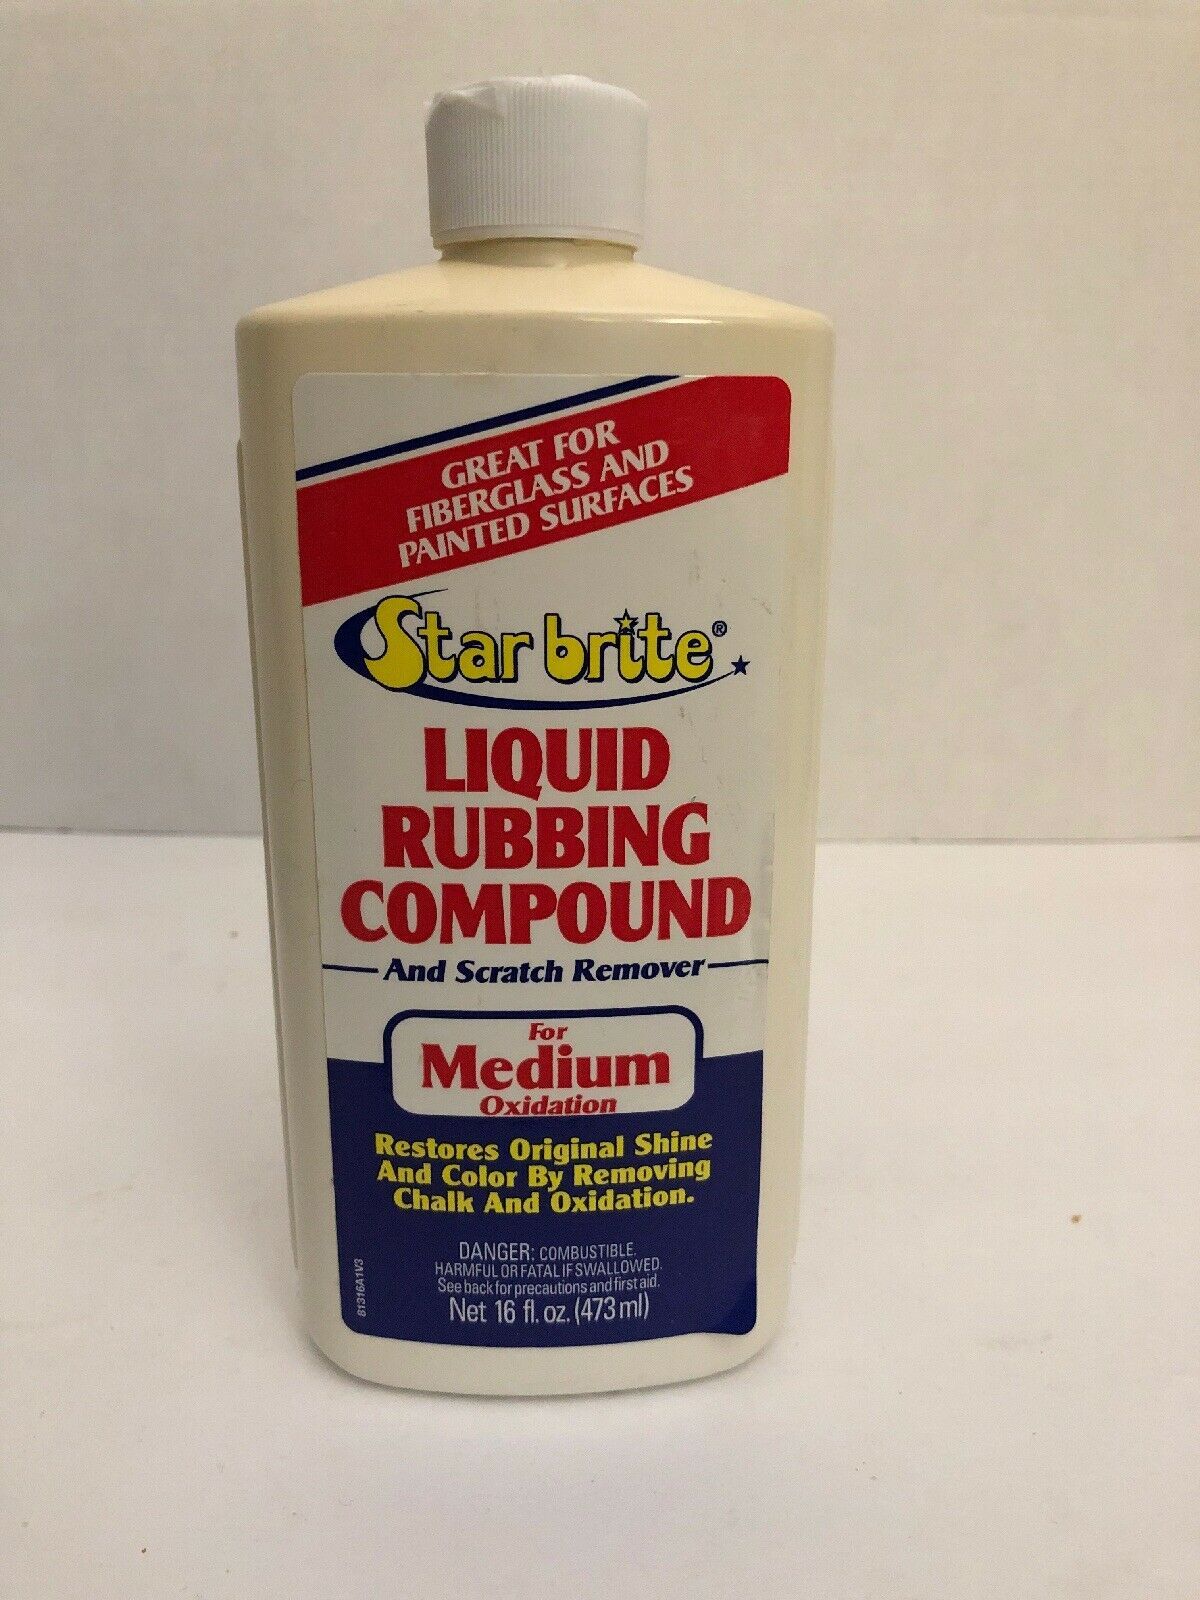 GREAT FOR
FIBERGLASS AND
PAINTED SURFACES
Star brite®
LIQUID
RUBBING
COMPOUND
And Scratch Remover
For
Medium
Oxidation
Restores Original Shine
And Color By Removing
Chalk And Oxidation.
DANGER: COMBUSTIBLE.
HARMFUL OR FATAL IF SWALLOWED.
See back for precautions and first aid.
Net 16 fl. oz. (473 ml)
81316A1V3